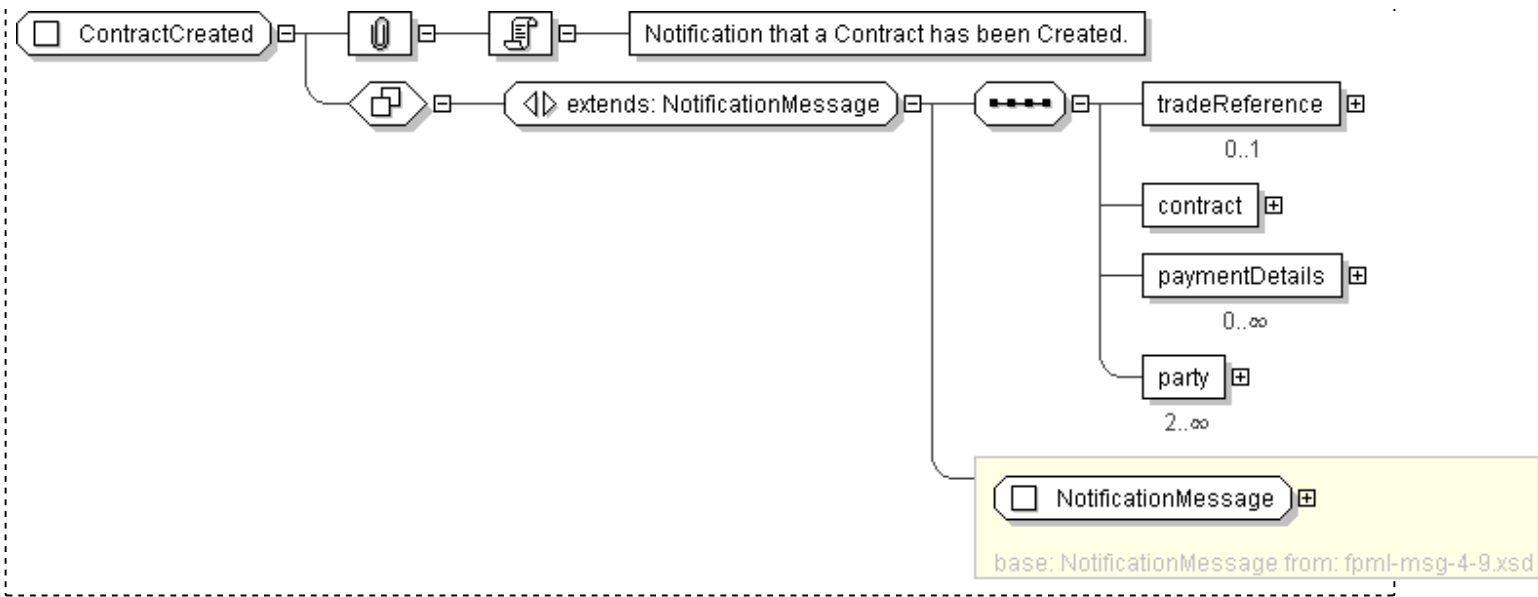 ContractCreated
Notification that a Contract has been Created.
extends: NotificationMessage
tradeReference
0..1
contract
paymentDetails
0..∞
party
2..∞
NotificationMessage
base: NotificationMessage from: fpml-msg-4-9.xsd